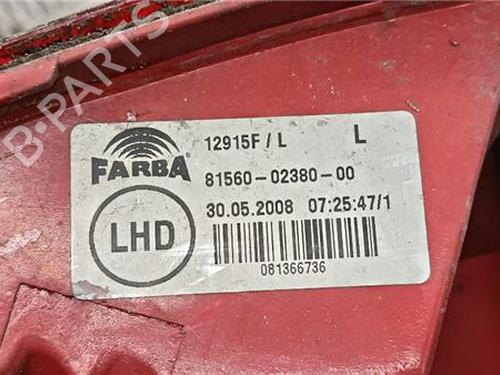 B-PARTS
FARBA
12915F / L L
81560-02380-00
30.05.2008 07:25:47/1
LHD
081366736